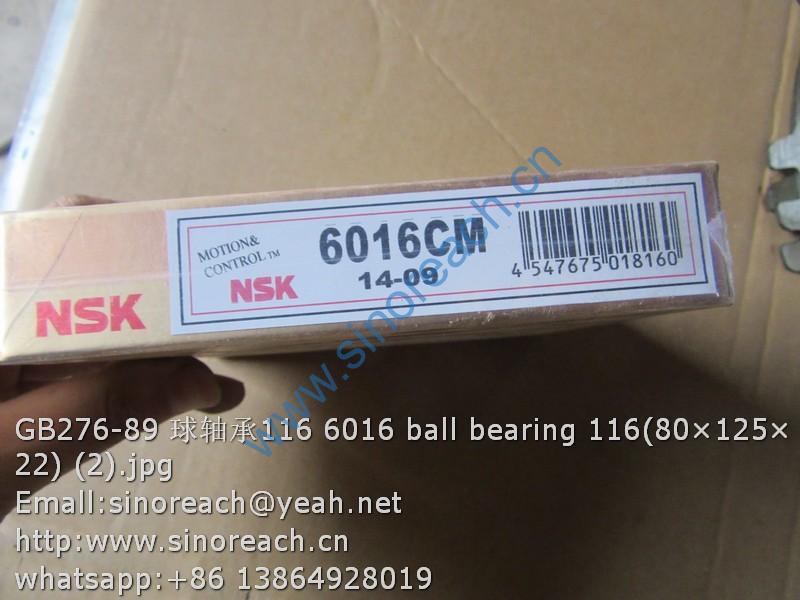 www.sinoreach.cn
MOTION&
CONTROL™
NSK
6016CM
14-09
4 547675 018160
NSK
GB276-89 球轴承116 6016 ball bearing 116(80×125×
22) (2).jpg
Emall:sinoreach@yeah.net
http:www.sinoreach.cn
whatsapp:+86 13864928019